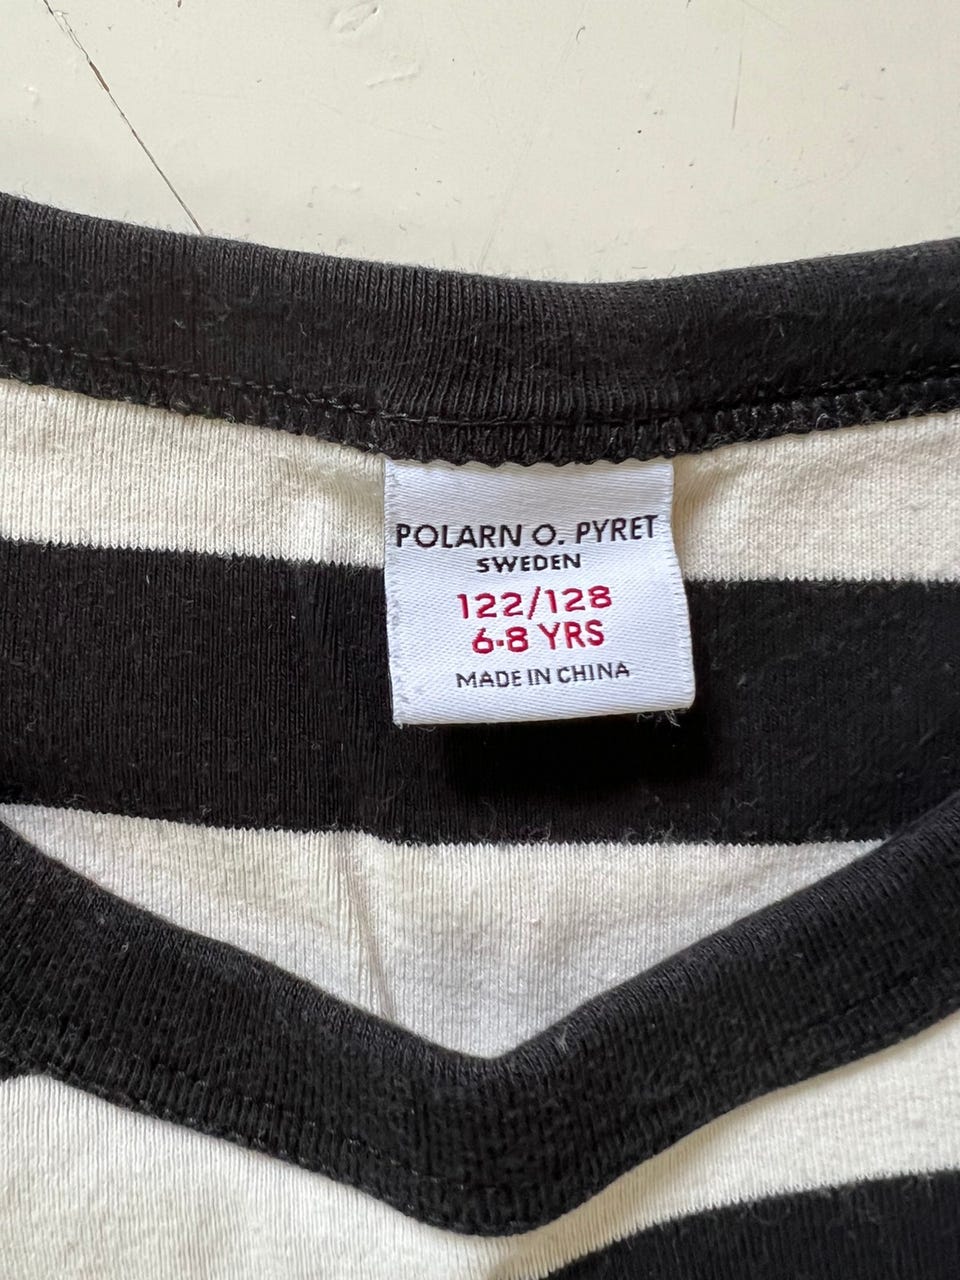 POLARN O. PYRET
SWEDEN
122/128
6-8 YRS
MADE IN CHINA